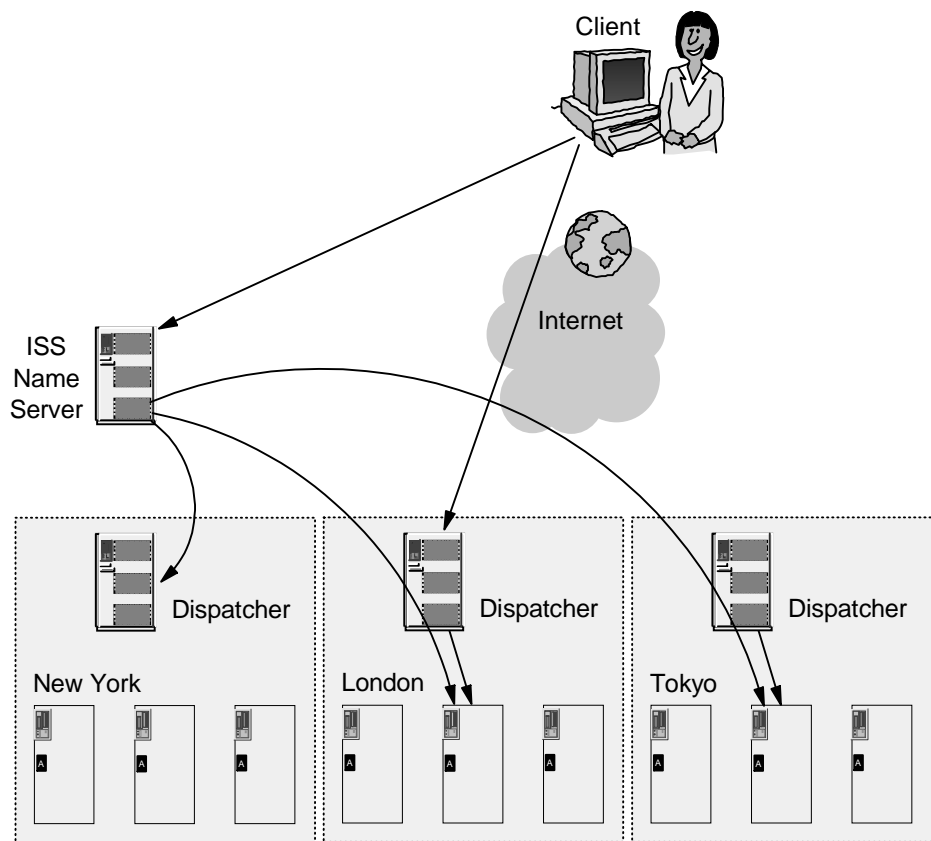 Client
Internet
ISS
Name
Server
Dispatcher
Dispatcher
Dispatcher
New York
London
Tokyo
A
A
A
A
A
A
A
A
A